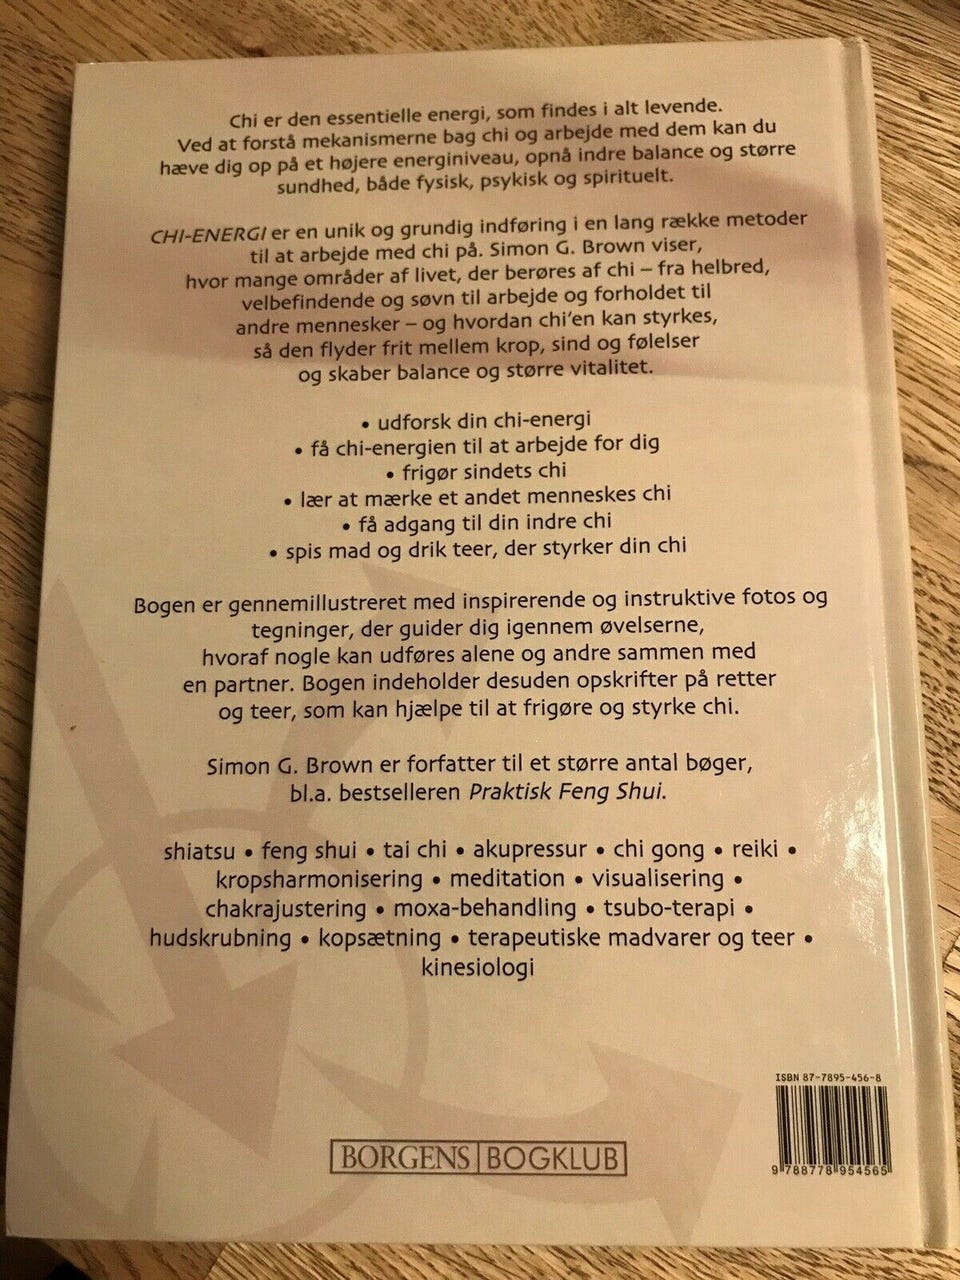 Chi er den essentielle energi, som findes i alt levende.
Ved at forstå mekanismerne bag chi og arbejde med dem kan du
hæve dig op på et højere energiniveau, opnå indre balance og større
sundhed, både fysisk, psykisk og spirituelt.
CHI-ENERGI er en unik og grundig indføring i en lang række metoder
til at arbejde med chi på. Simon G. Brown viser,
hvor mange områder af livet, der berøres af chi – fra helbred,
velbefindende og søvn til arbejde og forholdet til
andre mennesker – og hvordan chi'en kan styrkes,
så den flyder frit mellem krop, sind og følelser
og skaber balance og større vitalitet.
• udforsk din chi-energi
• få chi-energien til at arbejde for dig
• frigør sindets chi
• lær at mærke et andet menneskes chi
• få adgang til din indre chi
• spis mad og drik teer, der styrker din chi
Bogen er gennemillustreret med inspirerende og instruktive fotos og
tegninger, der guider dig igennem øvelserne,
hvoraf nogle kan udføres alene og andre sammen med
en partner. Bogen indeholder desuden opskrifter på retter
og teer, som kan hjælpe til at frigøre og styrke chi.
Simon G. Brown er forfatter til et større antal bøger,
bl.a. bestselleren Praktisk Feng Shui.
shiatsu • feng shui • tai chi • akupressur • chi gong • reiki •
kropsharmonisering • meditation • visualisering •
chakrajustering • moxa-behandling • tsubo-terapi •
hudskrubning • kopsætning • terapeutiske madvarer og teer •
kinesiologi
ISBN 87-7895-456-8
9 788778 954565
BORGENS BOGKLUB